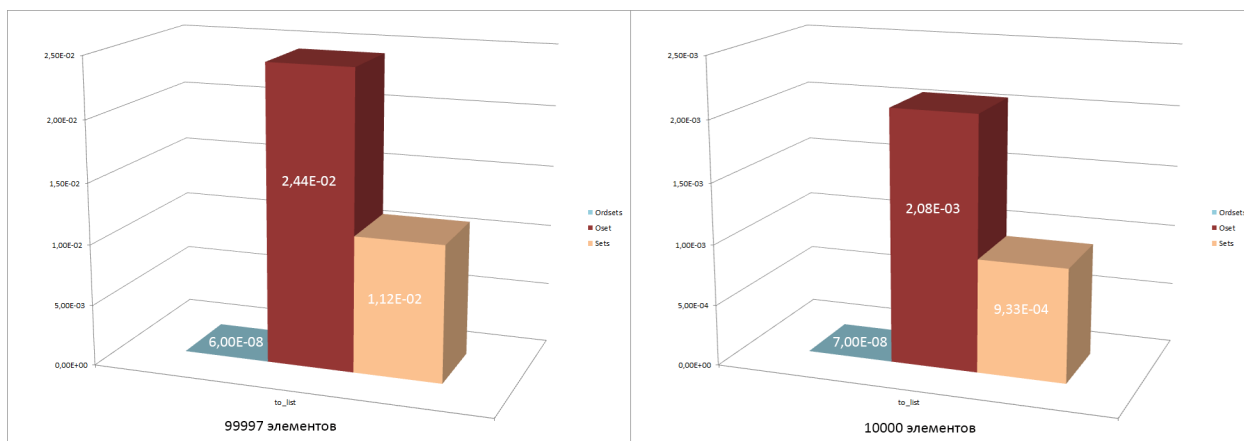 2,50E-02
2,00E-02
1,50E-02
1,00E-02
5,00E-03
0,00E+00
2,44E-02
1,12E-02
6,00E-08
Ordsets
Oset
Sets
to_list
99997 элементов
2,50E-03
2,00E-03
1,50E-03
1,00E-03
5,00E-04
0,00E+00
2,08E-03
9,33E-04
7,00E-08
Ordsets
Oset
Sets
to_list
10000 элементов